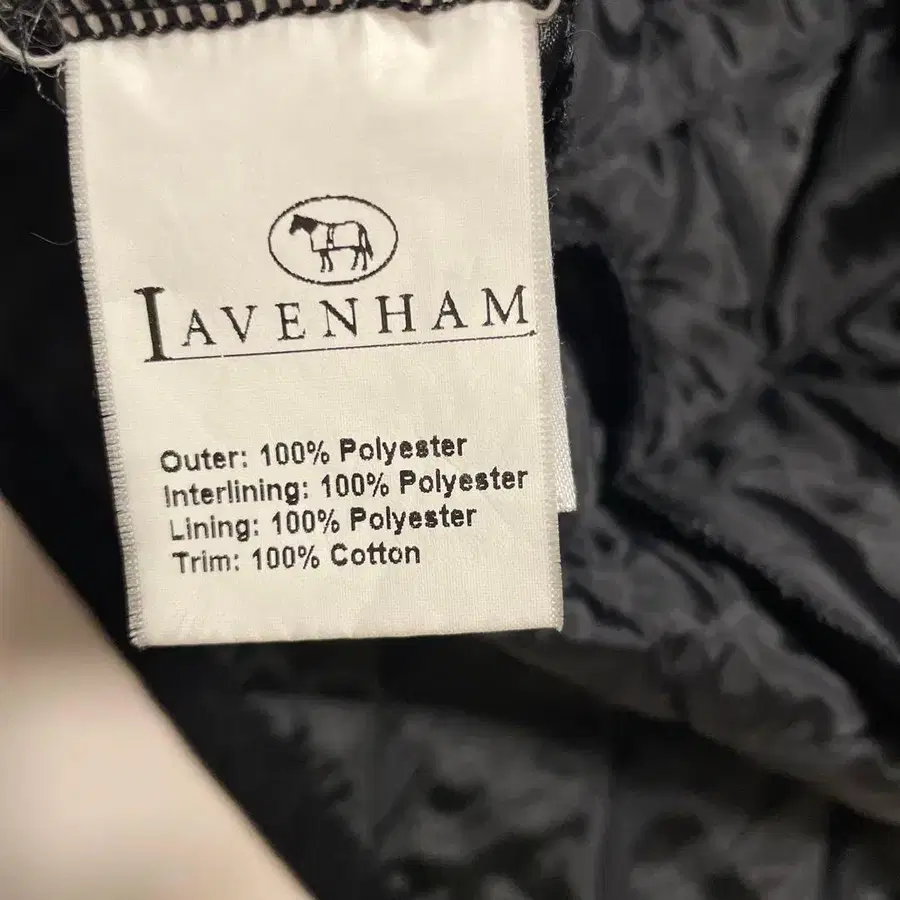 LAVENHAM
Outer: 100% Polyester
Interlining: 100% Polyester
Lining: 100% Polyester
Trim: 100% Cotton